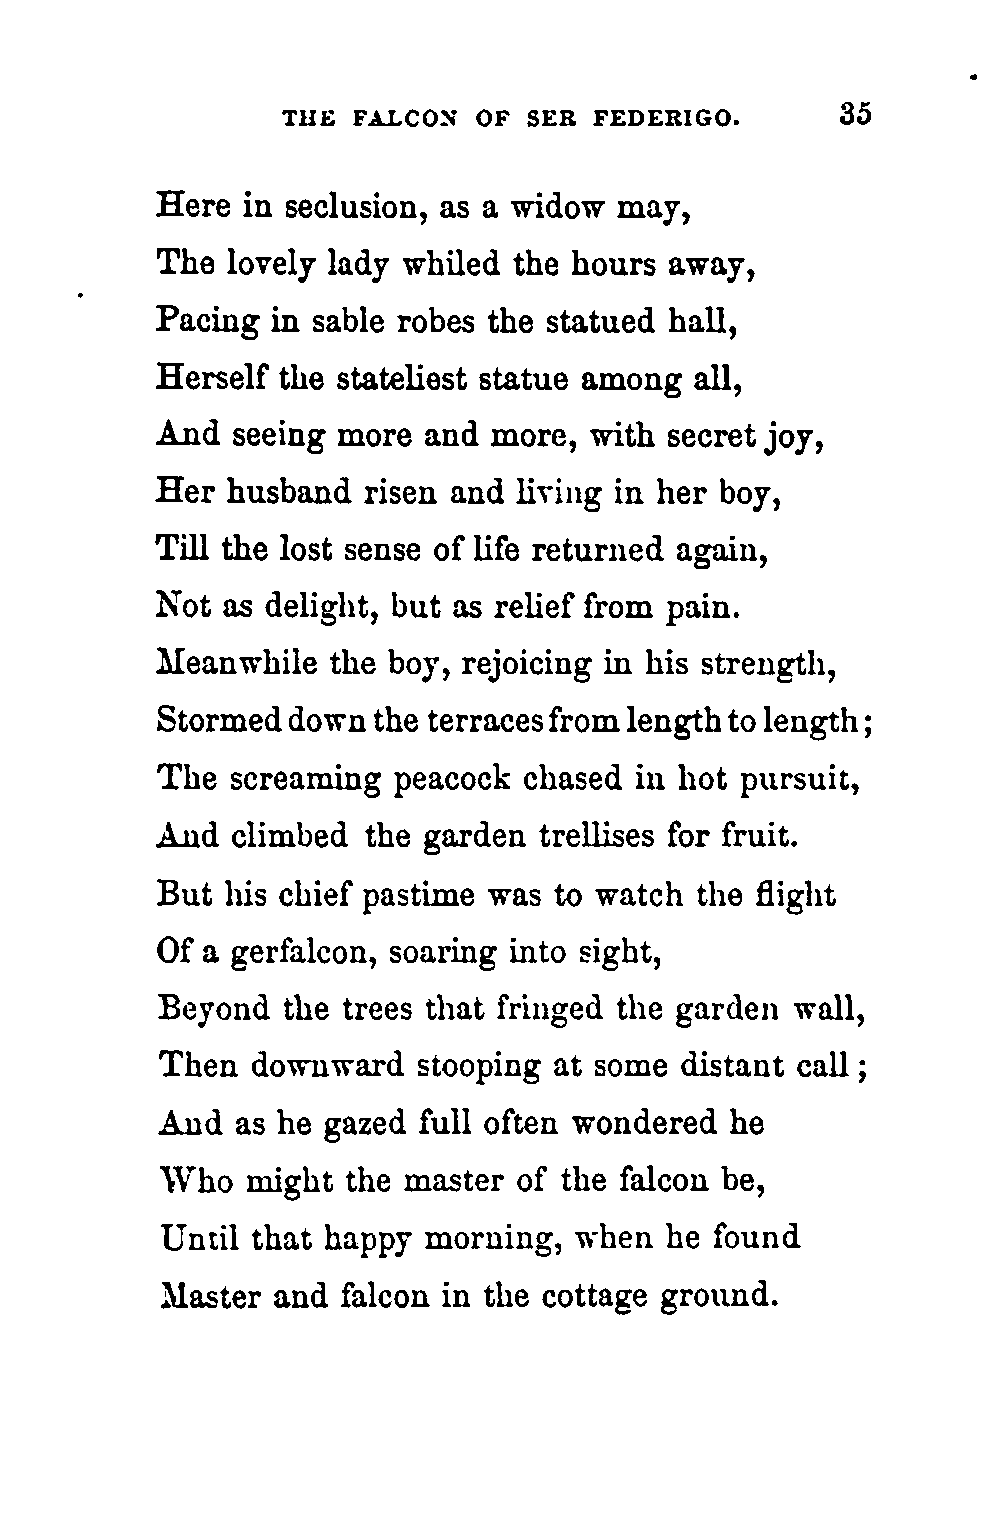 THE FALCON OF SER FEDERIGO. 35
Here in seclusion, as a widow may,
The lovely lady whiled the hours away,
Pacing in sable robes the statued hall,
Herself the stateliest statue among all,
And seeing more and more, with secret joy,
Her husband risen and living in her boy,
Till the lost sense of life returned again,
Not as delight, but as relief from pain.
Meanwhile the boy, rejoicing in his strength,
Stormed down the terraces from length to length;
The screaming peacock chased in hot pursuit,
And climbed the garden trellises for fruit.
But his chief pastime was to watch the flight
Of a gerfalcon, soaring into sight,
Beyond the trees that fringed the garden wall,
Then downward stooping at some distant call;
And as he gazed full often wondered he
Who might the master of the falcon be,
Until that happy morning, when he found
Master and falcon in the cottage ground.